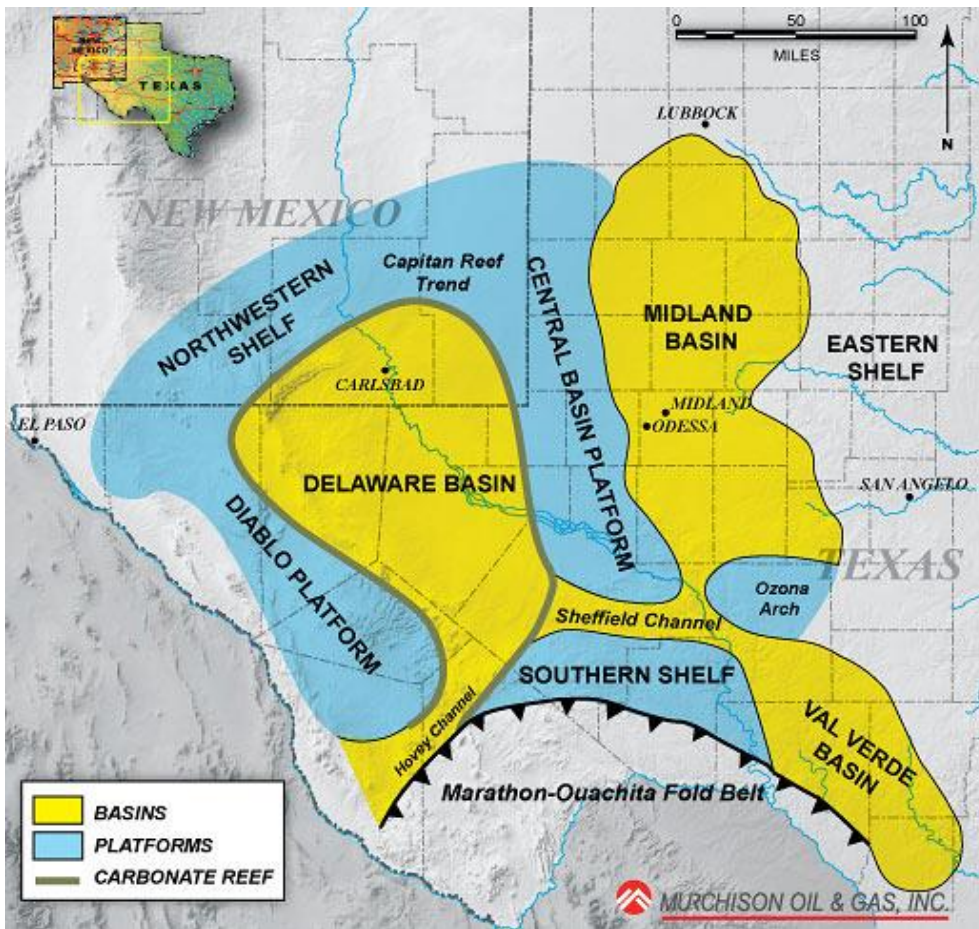 NEW
MEXICO
TEXAS
0 50 100
MILES
N
LUBBOCK
NEW MEXICO
Capitan Reef
Trend
NORTHWESTERN
SHELF
CENTRAL BASIN PLATFORM
MIDLAND
BASIN
EASTERN
SHELF
CARLSBAD
EL PASO
MIDLAND
ODESSA
DELAWARE BASIN
SAN ANGELO
DIABLO PLATFORM
TEXAS
Ozona
Arch
Sheffield Channel
SOUTHERN SHELF
Hovey Channel
VAL VERDE
BASIN
Marathon-Ouachita Fold Belt
BASINS
PLATFORMS
CARBONATE REEF
MURCHISON OIL & GAS, INC.